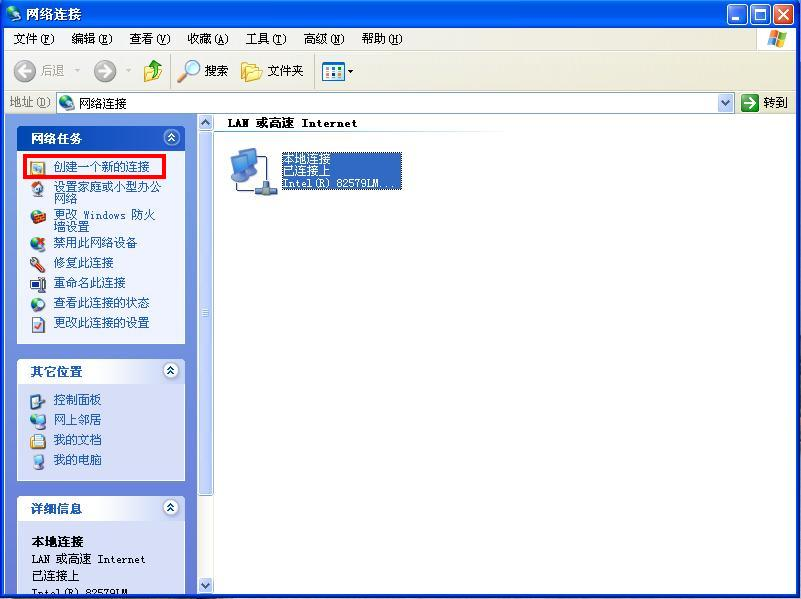 网络连接
文件(F) 编辑(E) 查看(V) 收藏(A) 工具(T) 高级(N) 帮助(H)
后退 搜索 文件夹
地址(D) 网络连接 转到
网络任务
创建一个新的连接
设置家庭或小型办公
网络
更改 Windows 防火
墙设置
禁用此网络设备
修复此连接
重命名此连接
查看此连接的状态
更改此连接的设置
其它位置
控制面板
网上邻居
我的文档
我的电脑
详细信息
本地连接
LAN 或高速 Internet
已连接上
Intel(R) 82579LM
LAN 或高速 Internet
本地连接
已连接上
Intel(R) 82579LM...